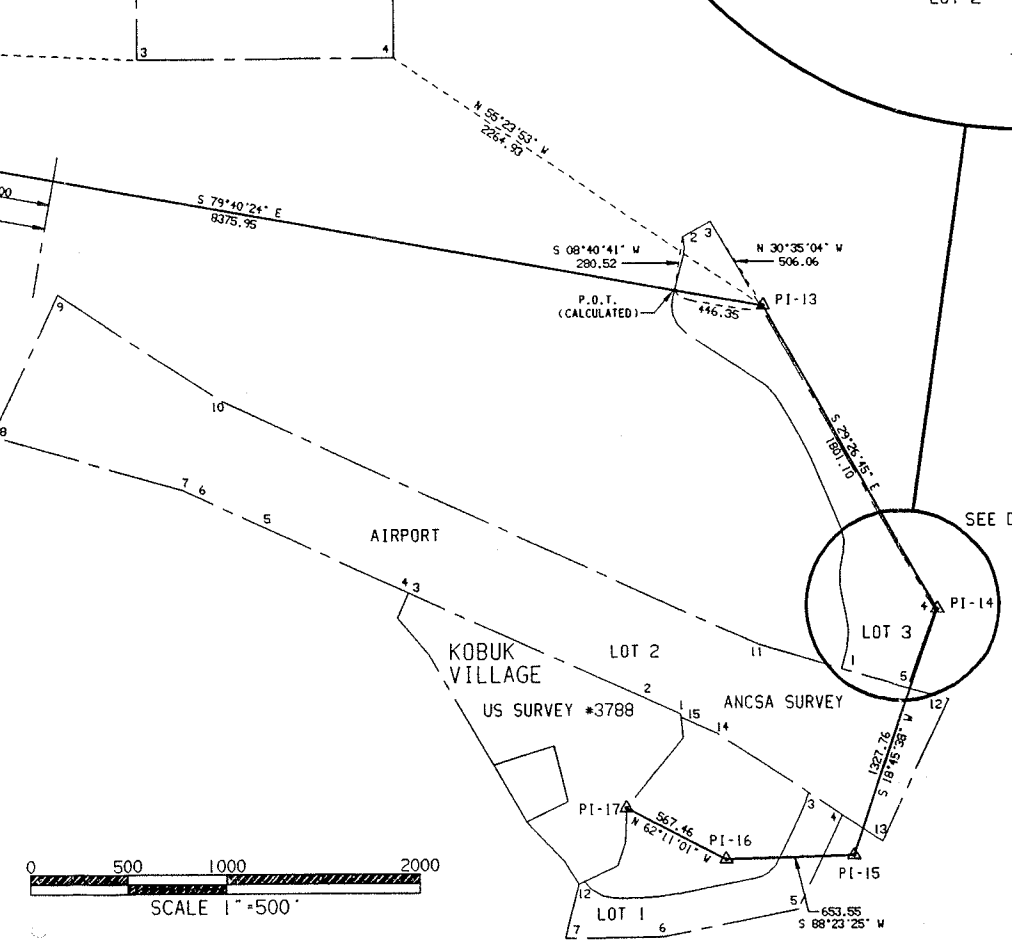 LOT 2
3
4
N 55°23'53" W
2264.93
S 79°40'24" E
8375.95
2
3
1
S 08°40'41" W
280.52
N 30°35'04" W
506.06
P.O.T.
(CALCULATED)
446.35
PI-13
9
10
8
7 6
5
AIRPORT
S 29°26'45" E
1801.10
SEE D
4 3
4
PI-14
LOT 3
KOBUK
VILLAGE
LOT 2
11
1
5
12
2
1
15
14
ANCSA SURVEY
US SURVEY #3788
1327.76
S 18°45'38" W
3
4
13
PI-17
567.46
N 62°11'01" W
PI-16
PI-15
0 500 1000 2000
SCALE 1"=500'
12
LOT 1
5
653.55
S 88°23'25" W
7
6